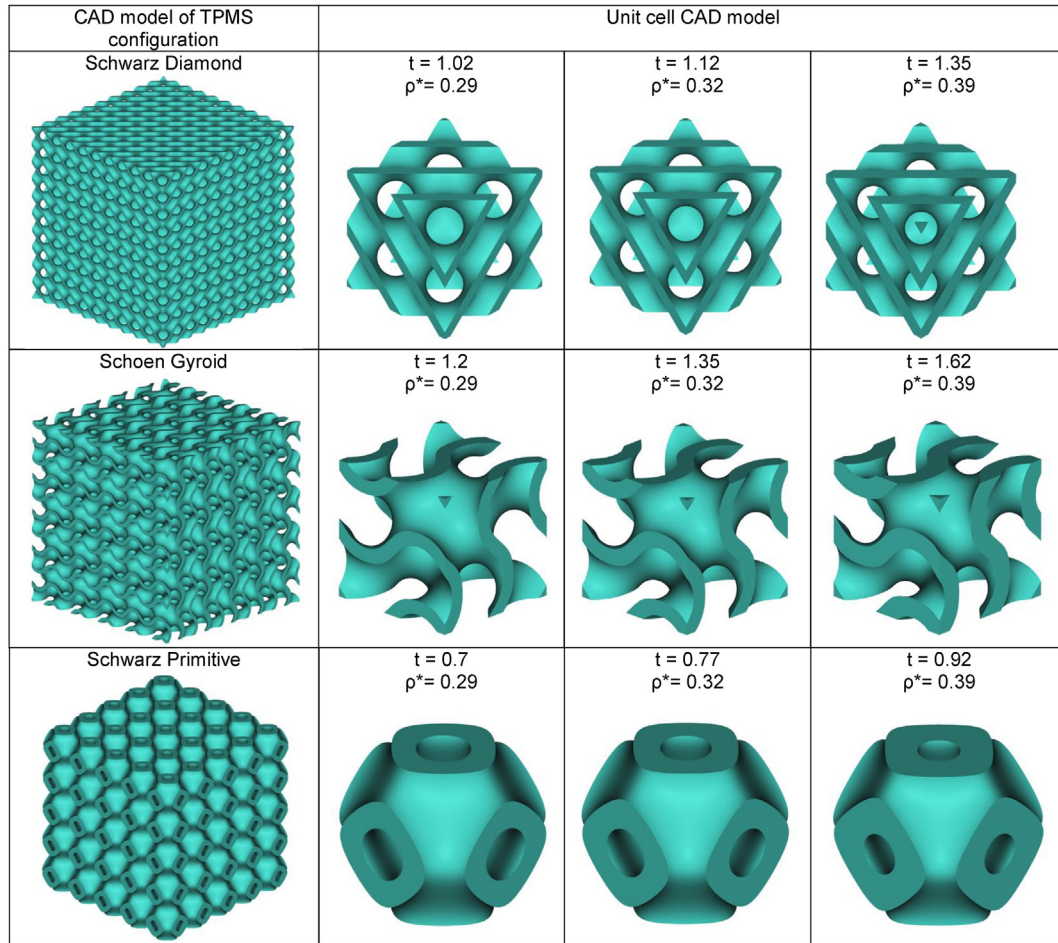 CAD model of TPMS
configuration
Unit cell CAD model
Schwarz Diamond
t = 1.02
ρ*= 0.29
t = 1.12
ρ*= 0.32
t = 1.35
ρ*= 0.39
Schoen Gyroid
t = 1.2
ρ*= 0.29
t = 1.35
ρ*= 0.32
t = 1.62
ρ*= 0.39
Schwarz Primitive
t = 0.7
ρ*= 0.29
t = 0.77
ρ*= 0.32
t = 0.92
ρ*= 0.39